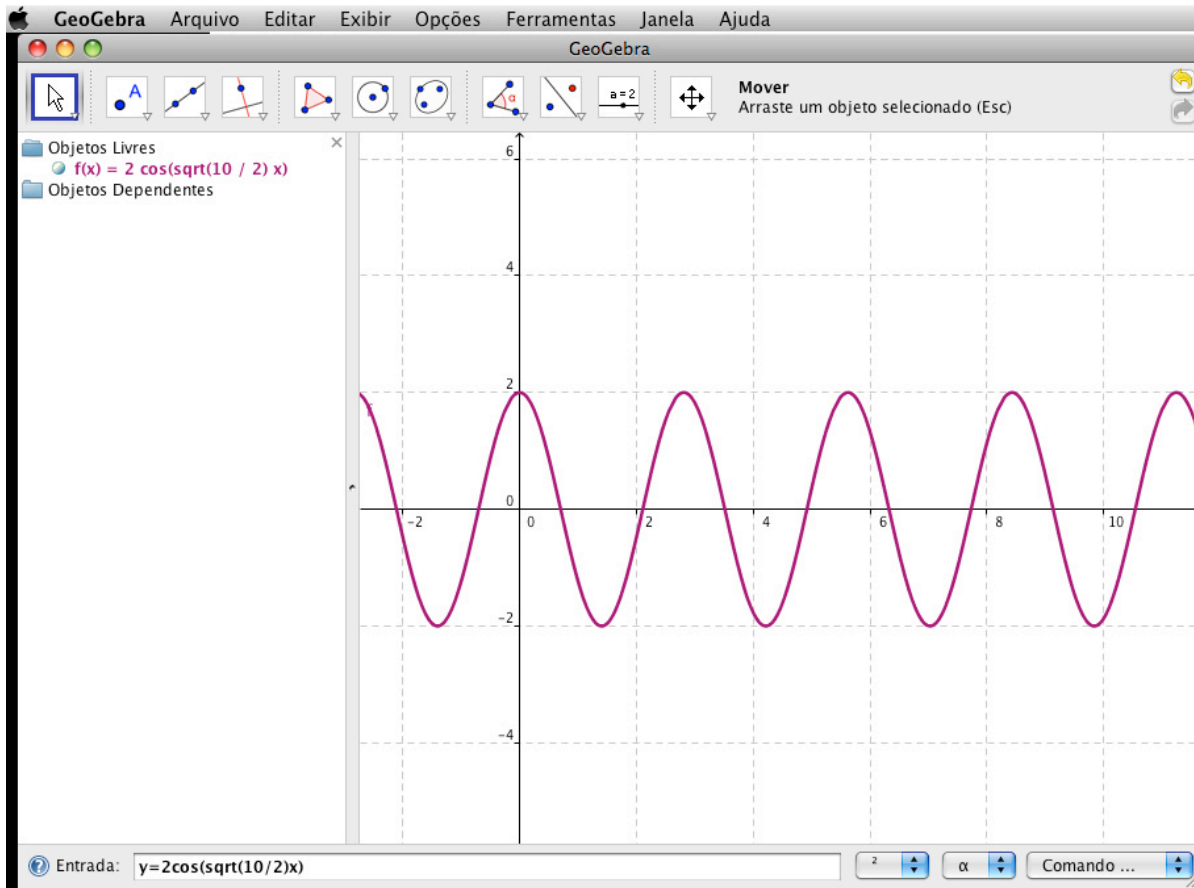 GeoGebra Arquivo Editar Exibir Opções Ferramentas Janela Ajuda
GeoGebra
A
α
a=2
Mover
Arraste um objeto selecionado (Esc)
Objetos Livres
f(x) = 2 cos(sqrt(10 / 2) x)
Objetos Dependentes
6
4
2
f
0
-2 0 2 4 6 8 10
-2
-4
Entrada: y=2cos(sqrt(10/2)x)
2 α Comando ...